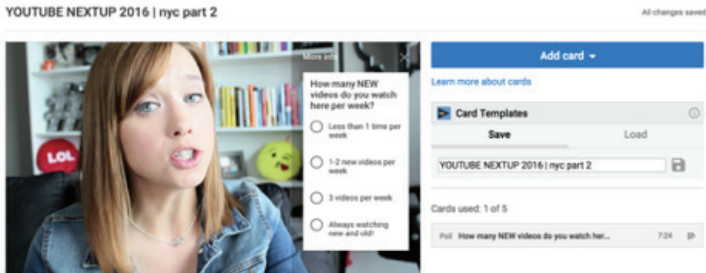 YOUTUBE NEXTUP 2016 | nyc part 2
All changes saved
More info
How many NEW
videos do you watch
here per week?
Less than 1 time per
week
1-2 new videos per
week
3 videos per week
Always watching
new and old!
LOL
Add card
Learn more about cards
Card Templates
Save
Load
YOUTUBE NEXTUP 2016 | nyc part 2
Cards used: 1 of 5
Poll How many NEW videos do you watch her... 7:24